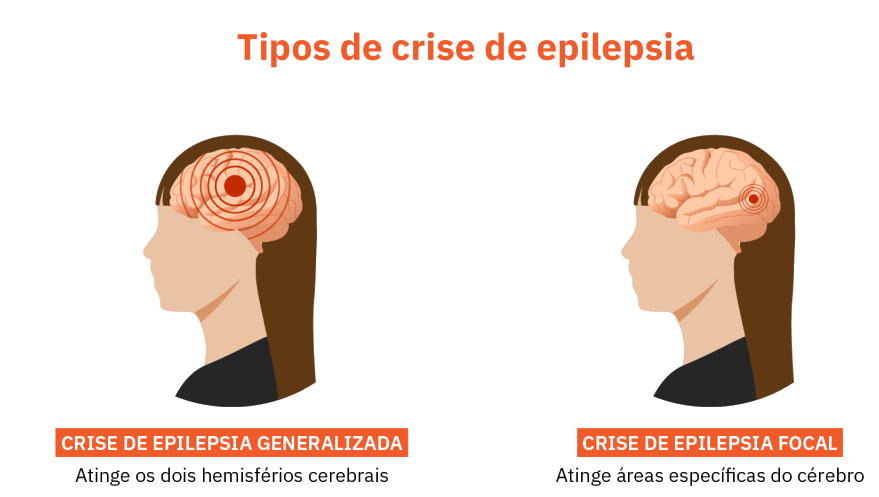 Tipos de crise de epilepsia
CRISE DE EPILEPSIA GENERALIZADA
Atinge os dois hemisférios cerebrais
CRISE DE EPILEPSIA FOCAL
Atinge áreas específicas do cérebro